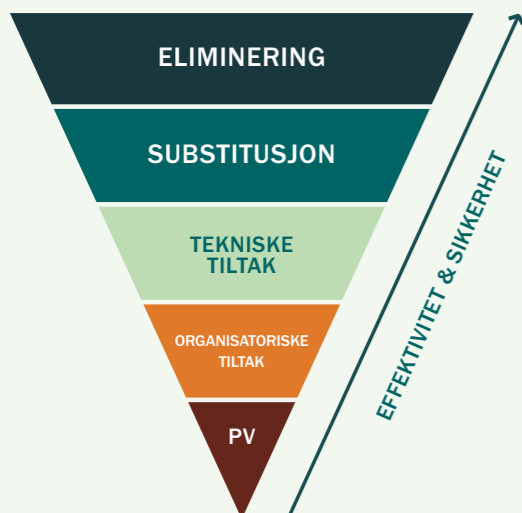 ELIMINERING
SUBSTITUSJON
TEKNISKE
TILTAK
ORGANISATORISKE
TILTAK
PV
EFFEKTIVITET & SIKKERHET